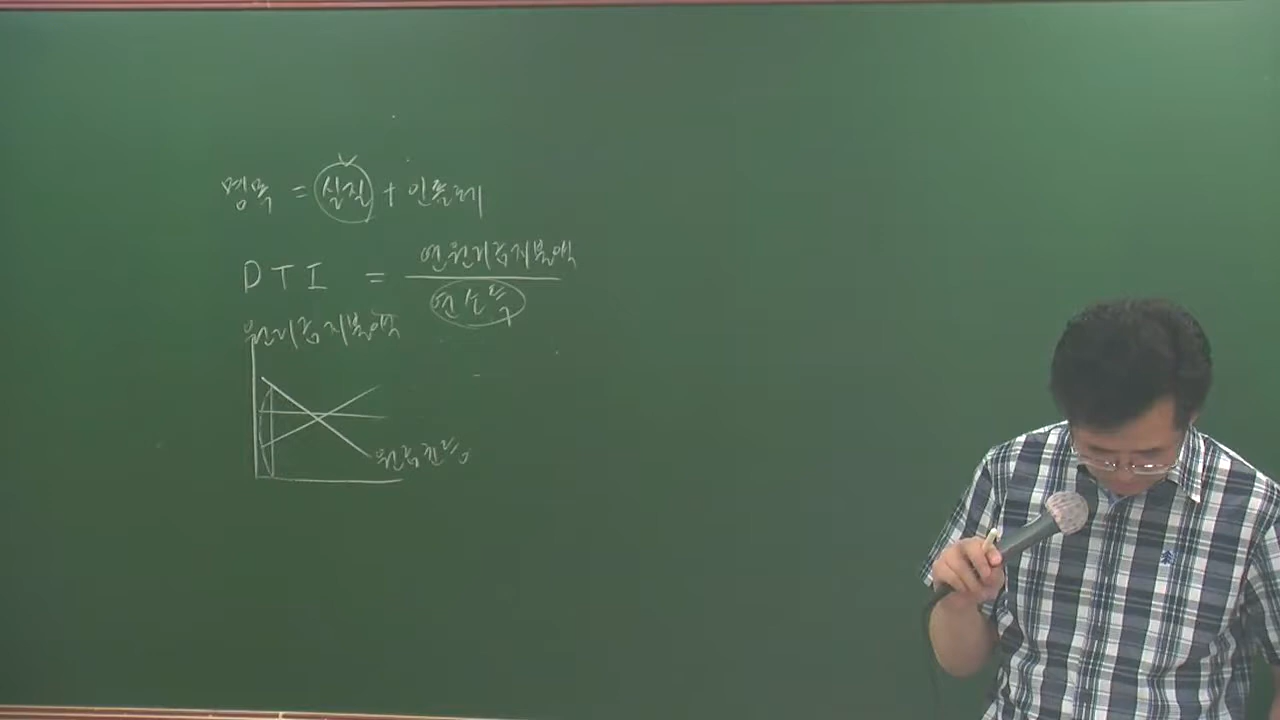 명목 = 실질 + 인플레
DTI = 연원리금지불액
연소득
원리금지불액
원금균등